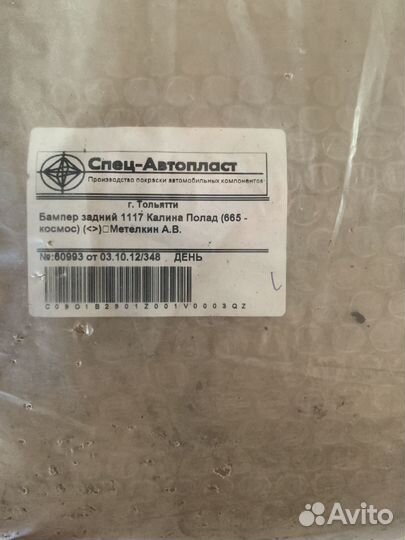 Спец-Автопласт
Производство покраски автомобильных компонентов
г. Тольятти
Бампер задний 1117 Калина Полад (665 -
космос) (<>)□Метелкин А.В.
№:60993 от 03.10.12/348 ДЕНЬ
C09D1B2901Z001V0003QZ
Avito